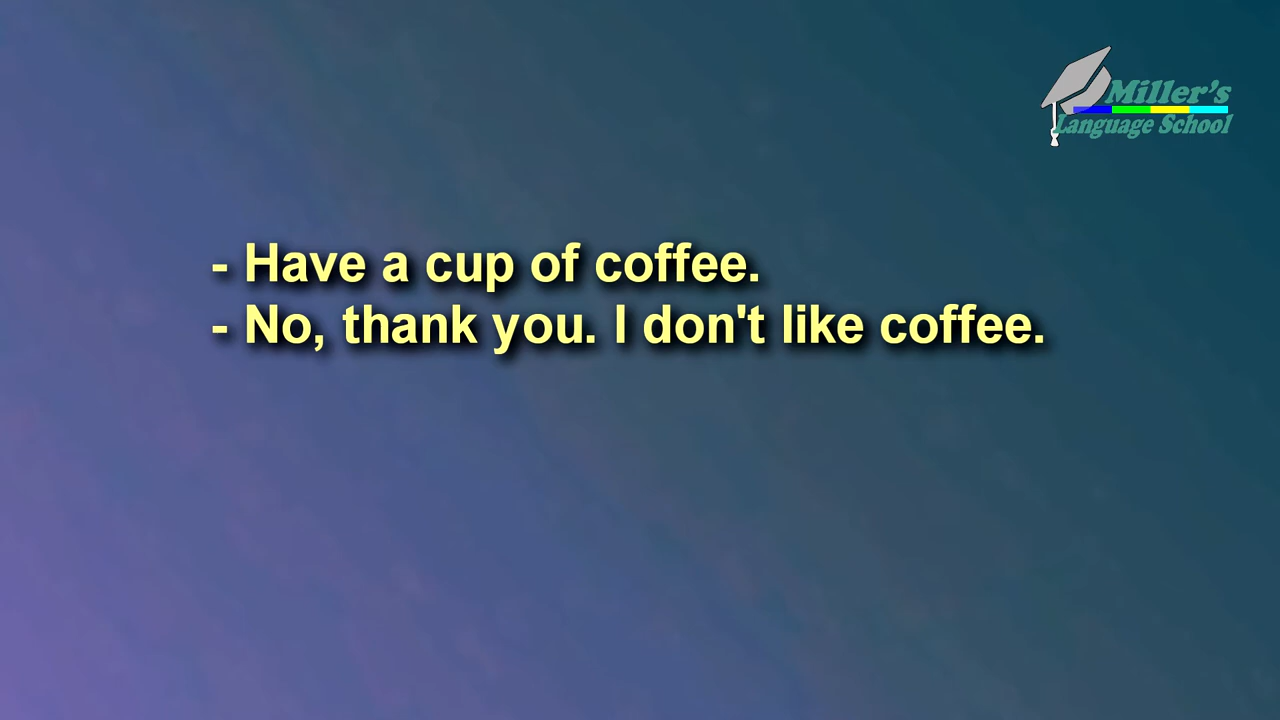 Miller's
Language School
- Have a cup of coffee.
- No, thank you. I don't like coffee.